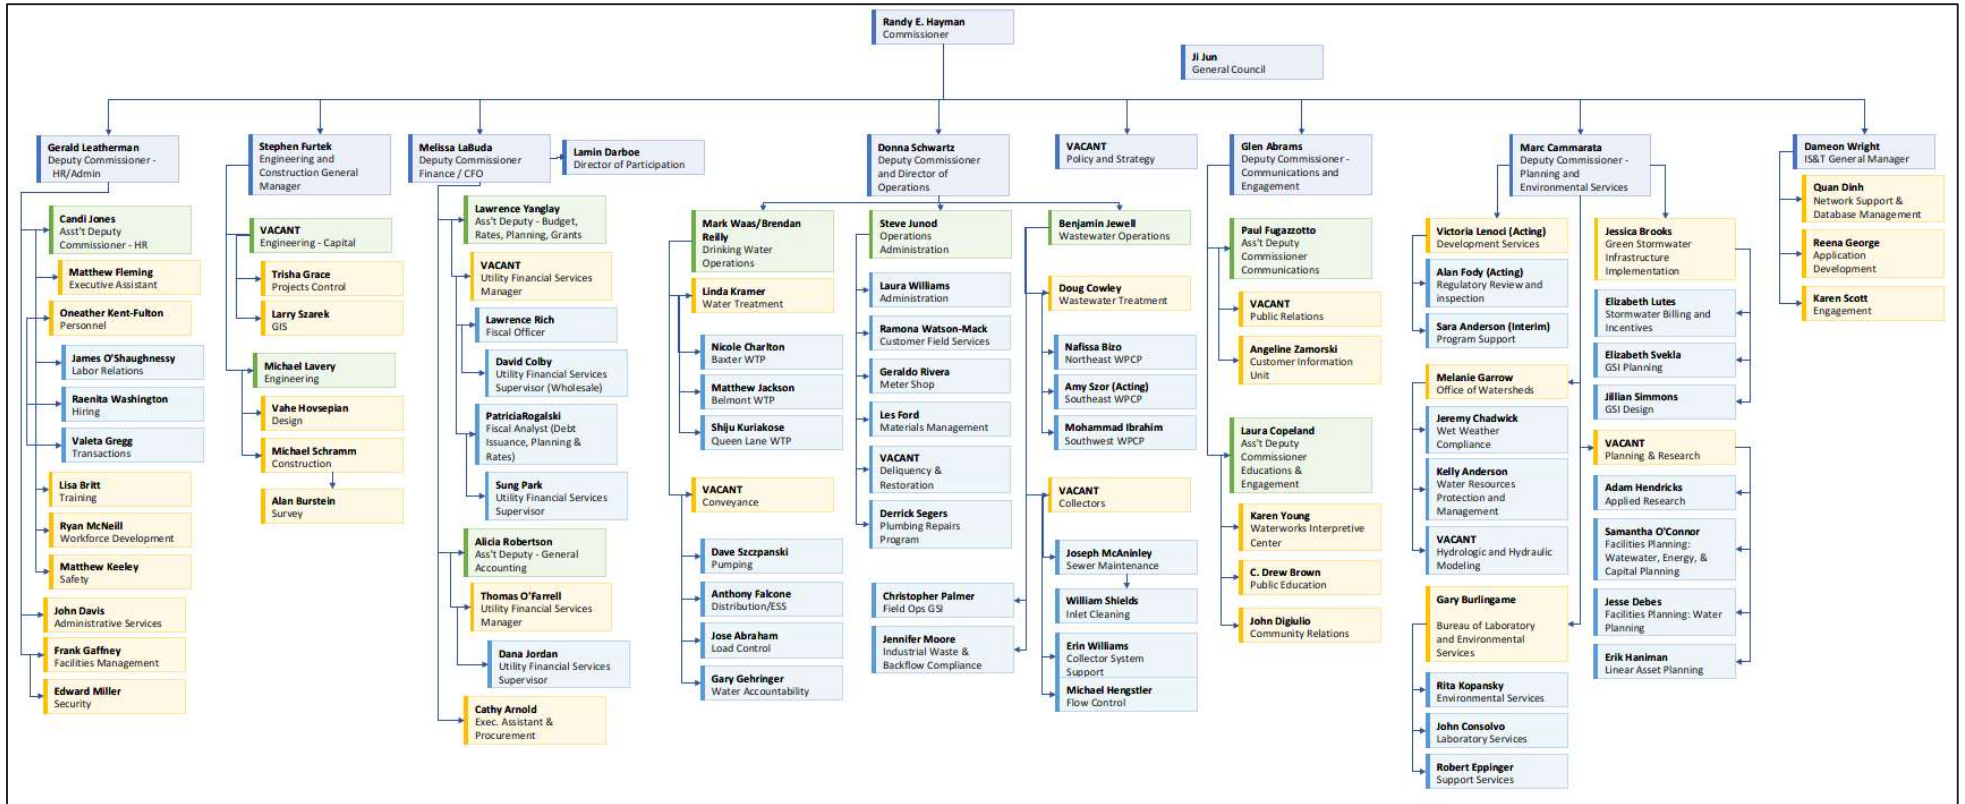 Randy E. Hayman
Commissioner
Ji Jun
General Council
Gerald Leatherman
Deputy Commissioner -
HR/Admin
Candi Jones
Asst't Deputy
Commissioner - HR
Matthew Fleming
Executive Assistant
Oneather Kent-Fulton
Personnel
James O'Shaughnessy
Labor Relations
Raenita Washington
Hiring
Valeta Gregg
Transactions
Lisa Britt
Training
Ryan McNeill
Workforce Development
Matthew Keeley
Safety
John Davis
Administrative Services
Frank Gaffney
Facilities Management
Edward Miller
Security
Stephen Furtek
Engineering and
Construction General
Manager
VACANT
Engineering - Capital
Trisha Grace
Projects Control
Larry Szarek
GIS
Michael Lavery
Engineering
Vahe Hovsepian
Design
Michael Schramm
Construction
Alan Burstein
Survey
Melissa LaBuda
Deputy Commissioner
Finance / CFO
Lamin Darboe
Director of Participation
Lawrence Yanglay
Ass't Deputy - Budget,
Rates, Planning, Grants
VACANT
Utility Financial Services
Manager
Lawrence Rich
Fiscal Officer
David Colby
Utility Financial Services
Supervisor (Wholesale)
PatriciaRogalski
Fiscal Analyst (Debt
Issuance, Planning &
Rates)
Sung Park
Utility Financial Services
Supervisor
Alicia Robertson
Ass't Deputy - General
Accounting
Thomas O'Farrell
Utility Financial Services
Manager
Dana Jordan
Utility Financial Services
Supervisor
Cathy Arnold
Exec. Assistant &
Procurement
Donna Schwartz
Deputy Commissioner
and Director of
Operations
Mark Waas/Brendan
Reilly
Drinking Water
Operations
Linda Kramer
Water Treatment
Nicole Charlton
Baxter WTP
Matthew Jackson
Belmont WTP
Shiju Kuriakose
Queen Lane WTP
VACANT
Conveyance
Dave Szczpanski
Pumping
Anthony Falcone
Distribution/ESS
Jose Abraham
Load Control
Gary Gehringer
Water Accountability
Steve Junod
Operations
Administration
Laura Williams
Administration
Ramona Watson-Mack
Customer Field Services
Geraldo Rivera
Meter Shop
Les Ford
Materials Management
VACANT
Deliquency &
Restoration
Derrick Segers
Plumbing Repairs
Program
Christopher Palmer
Field Ops GSI
Jennifer Moore
Industrial Waste &
Backflow Compliance
Benjamin Jewell
Wastewater Operations
Doug Cowley
Wastewater Treatment
Nafissa Bizo
Northeast WPCP
Amy Szor (Acting)
Southeast WPCP
Mohammad Ibrahim
Southwest WPCP
VACANT
Collectors
Joseph McAninley
Sewer Maintenance
William Shields
Inlet Cleaning
Erin Williams
Collector System
Support
Michael Hengstler
Flow Control
VACANT
Policy and Strategy
Glen Abrams
Deputy Commissioner -
Communications and
Engagement
Paul Fugazzotto
Ass't Deputy
Commissioner
Communications
VACANT
Public Relations
Angeline Zamorski
Customer Information
Unit
Laura Copeland
Ass't Deputy
Commissioner
Educations &
Engagement
Karen Young
Waterworks Interpretive
Center
C. Drew Brown
Public Education
John Digiulio
Community Relations
Marc Cammarata
Deputy Commissioner -
Planning and
Environmental Services
Victoria Lenoci (Acting)
Development Services
Alan Fody (Acting)
Regulatory Review and
inspection
Sara Anderson (Interim)
Program Support
Melanie Garrow
Office of Watersheds
Jeremy Chadwick
Wet Weather
Compliance
Kelly Anderson
Water Resources
Protection and
Management
VACANT
Hydrologic and Hydraulic
Modeling
Gary Burlingame
Bureau of Laboratory
and Environmental
Services
Rita Kopansky
Environmental Services
John Consolvo
Laboratory Services
Robert Eppinger
Support Services
Jessica Brooks
Green Stormwater
Infrastructure
Implementation
Elizabeth Lutes
Stormwater Billing and
Incentives
Elizabeth Svekla
GSI Planning
Jillian Simmons
GSI Design
VACANT
Planning & Research
Adam Hendricks
Applied Research
Samantha O'Connor
Facilities Planning:
Watewater, Energy, &
Capital Planning
Jesse Debes
Facilities Planning: Water
Planning
Erik Haniman
Linear Asset Planning
Dameon Wright
IS&T General Manager
Quan Dinh
Network Support &
Database Management
Reena George
Application
Development
Karen Scott
Engagement